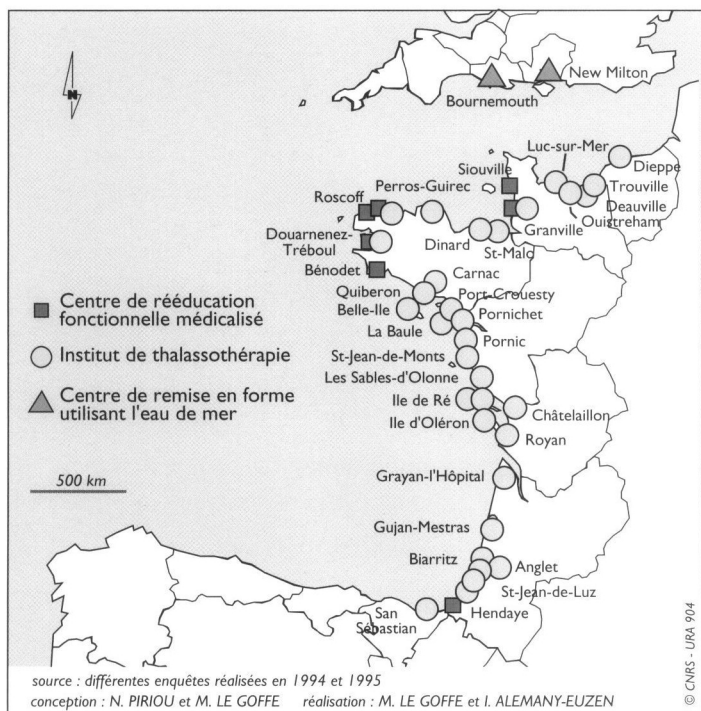 N
New Milton
Bournemouth
Luc-sur-Mer
Dieppe
Siouville
Trouville
Perros-Guirec
Deauville
Roscoff
Ouistreham
Granville
Douarnenez-
Tréboul
Dinard
St-Malo
Bénodet
Carnac
Quiberon
Port-Crouesty
Belle-Ile
Pornichet
La Baule
Pornic
St-Jean-de-Monts
Les Sables-d'Olonne
Ile de Ré
Châtelaillon
Ile d'Oléron
Royan
Grayan-l'Hôpital
Gujan-Mestras
Biarritz
Anglet
St-Jean-de-Luz
Hendaye
San
Sébastian
Centre de rééducation
fonctionnelle médicalisé
Institut de thalassothérapie
Centre de remise en forme
utilisant l'eau de mer
500 km
source : différentes enquêtes réalisées en 1994 et 1995
conception : N. PIRIOU et M. LE GOFFE réalisation : M. LE GOFFE et I. ALEMANY-EUZEN
© CNRS - URA 904